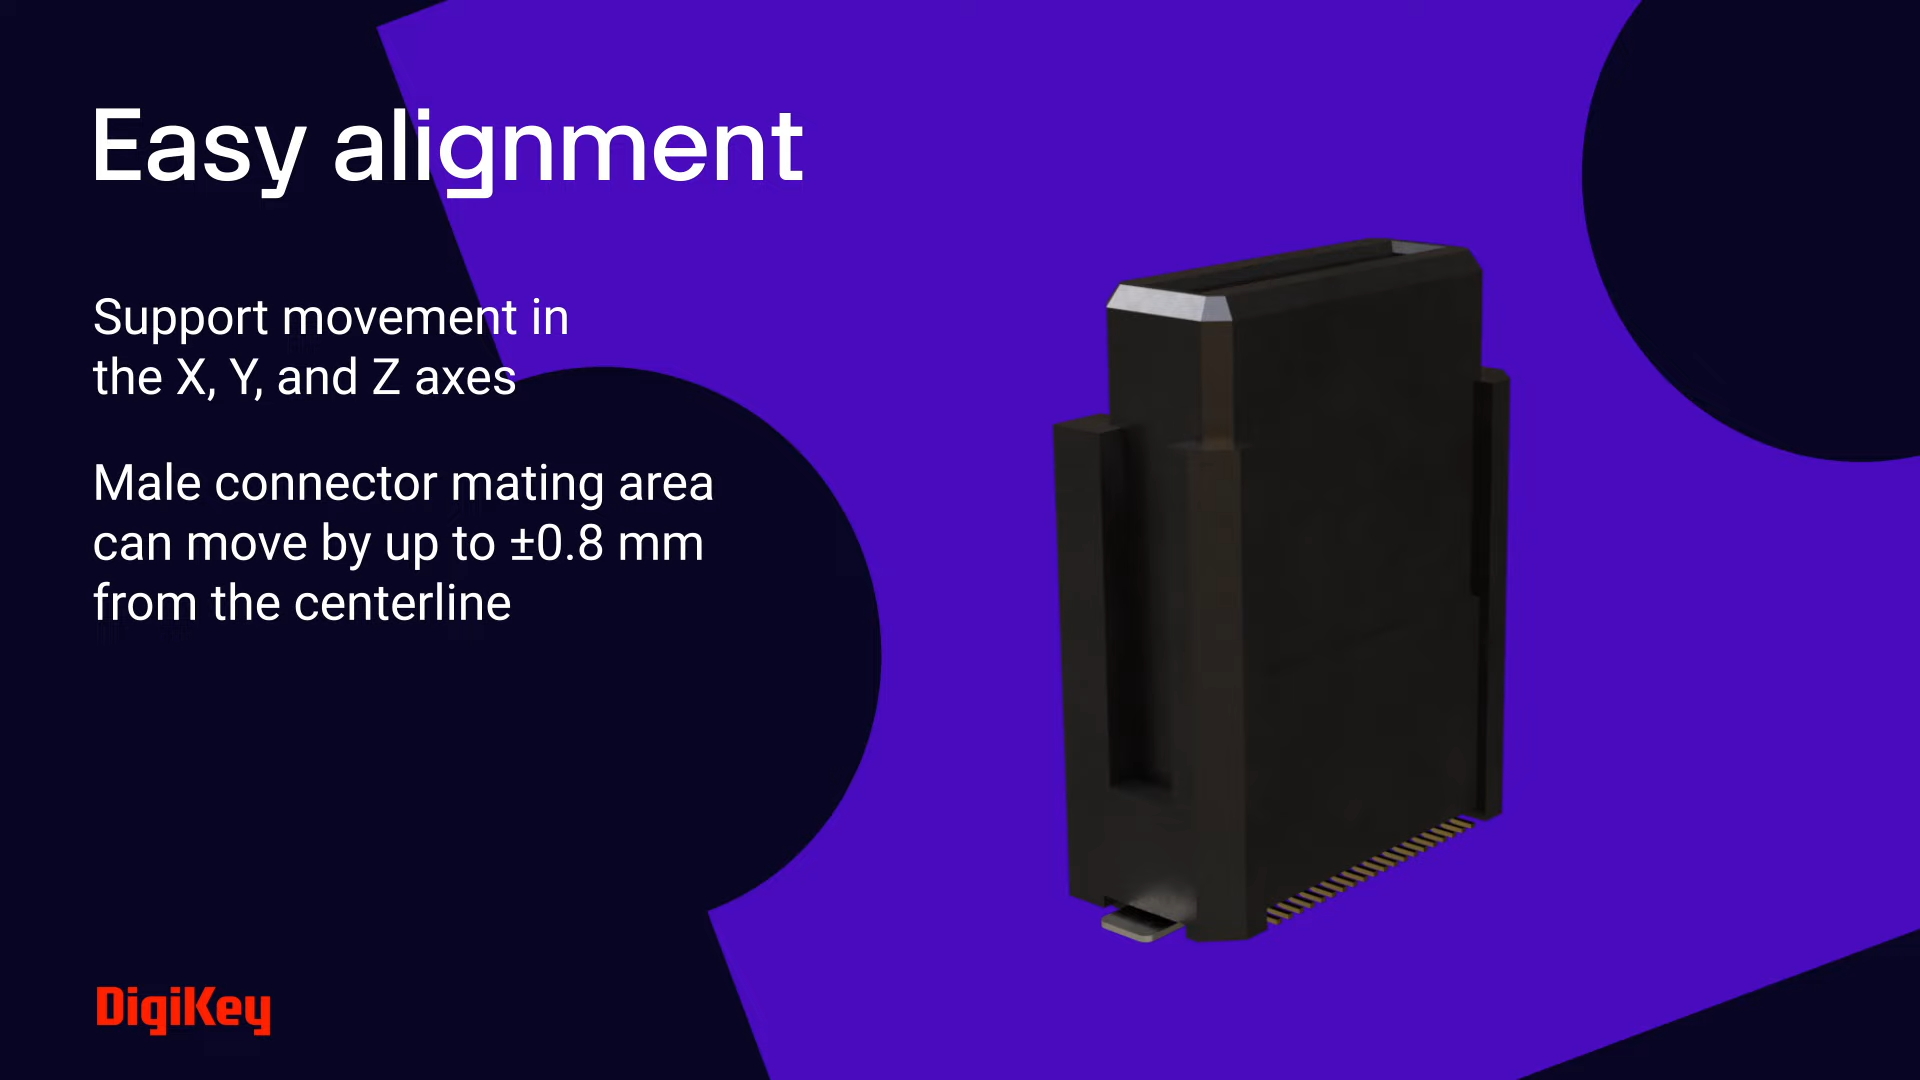 Easy alignment
Support movement in
the X, Y, and Z axes
Male connector mating area
can move by up to ±0.8 mm
from the centerline
DigiKey